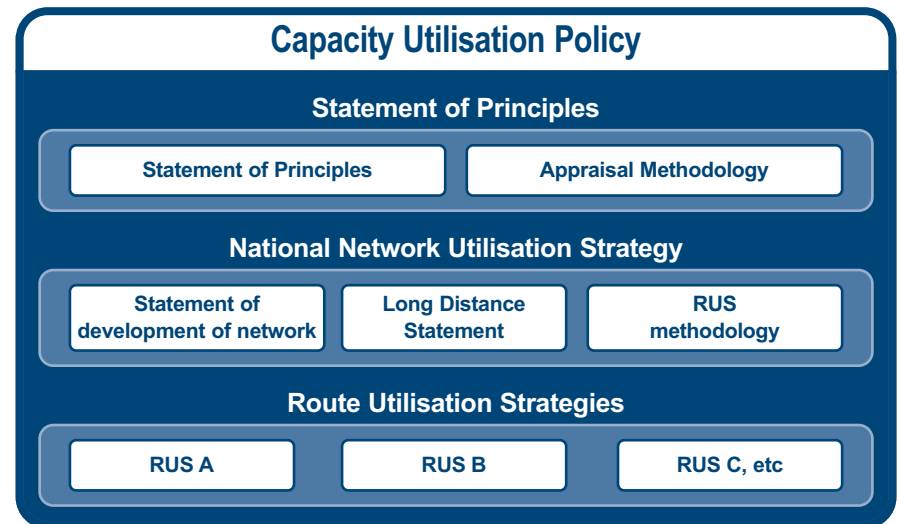 Capacity Utilisation Policy
Statement of Principles
Statement of Principles
Appraisal Methodology
National Network Utilisation Strategy
Statement of
development of network
Long Distance
Statement
RUS
methodology
Route Utilisation Strategies
RUS A
RUS B
RUS C, etc